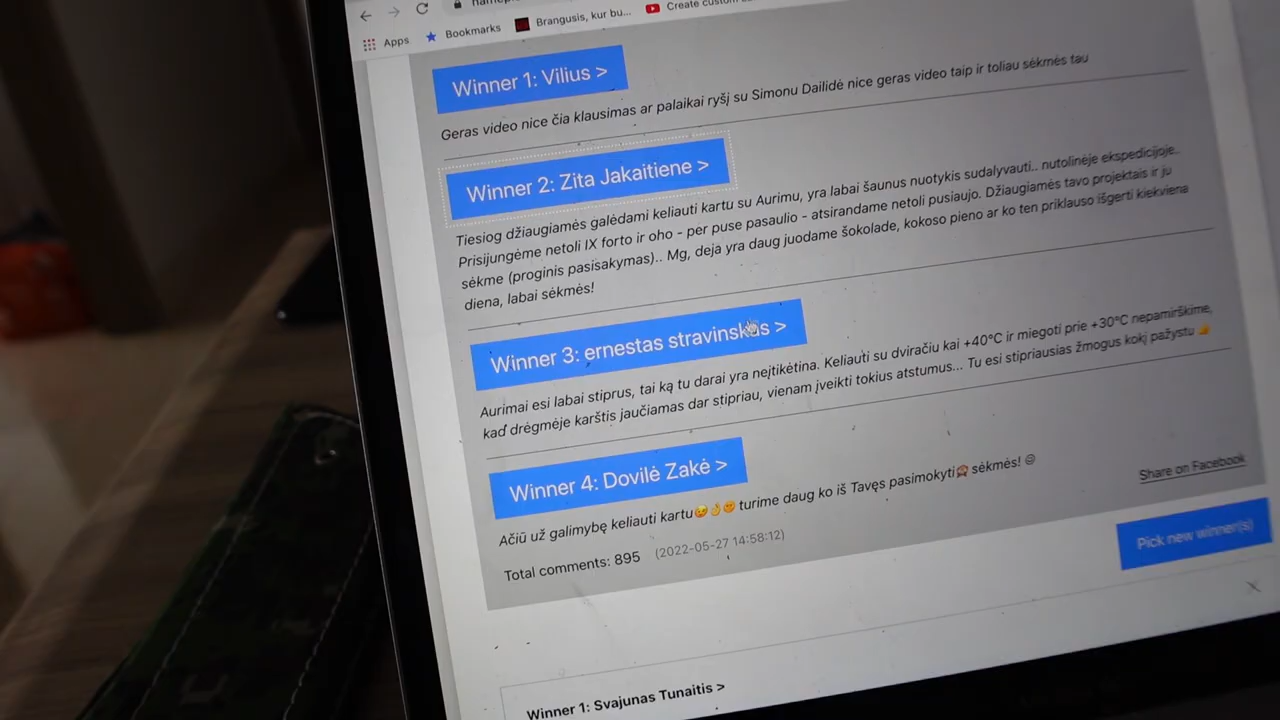 Apps
Bookmarks
Brangusis, kur bu...
Create custom
Winner 1: Vilius >
Geras video nice čia klausimas ar palaikai ryšį su Simonu Dailidė nice geras video taip ir toliau sėkmės tau
Winner 2: Zita Jakaitiene >
Tiesiog džiaugiamės galėdami keliauti kartu su Aurimu, yra labai šaunus nuotykis sudalyvauti.. nutolinėje ekspedicijoje..
Prisijungėme netoli IX forto ir oho - per puse pasaulio - atsirandame netoli pusiaujo. Džiaugiamės tavo projektais ir ju
sėkme (proginis pasisakymas).. Mg, deja yra daug juodame šokolade, kokoso pieno ar ko ten priklauso išgerti kiekviena
diena, labai sėkmės!
Winner 3: ernestas stravinskas >
Aurimai esi labai stiprus, tai ką tu darai yra neįtikėtina. Keliauti su dviračiu kai +40°C ir miegoti prie +30°C nepamirškime,
kad drėgmėje karštis jaučiamas dar stipriau, vienam įveikti tokius atstumus... Tu esi stipriausias žmogus kokį pažystu 👍
Winner 4: Dovilė Zakė >
Ačiū už galimybę keliauti kartu😉👌🤭 turime daug ko iš Tavęs pasimokyti🙈 sėkmės! ☺
Share on Facebook
Total comments: 895 (2022-05-27 14:58:12)
Pick new winner(s)
Winner 1: Svajunas Tunaitis >